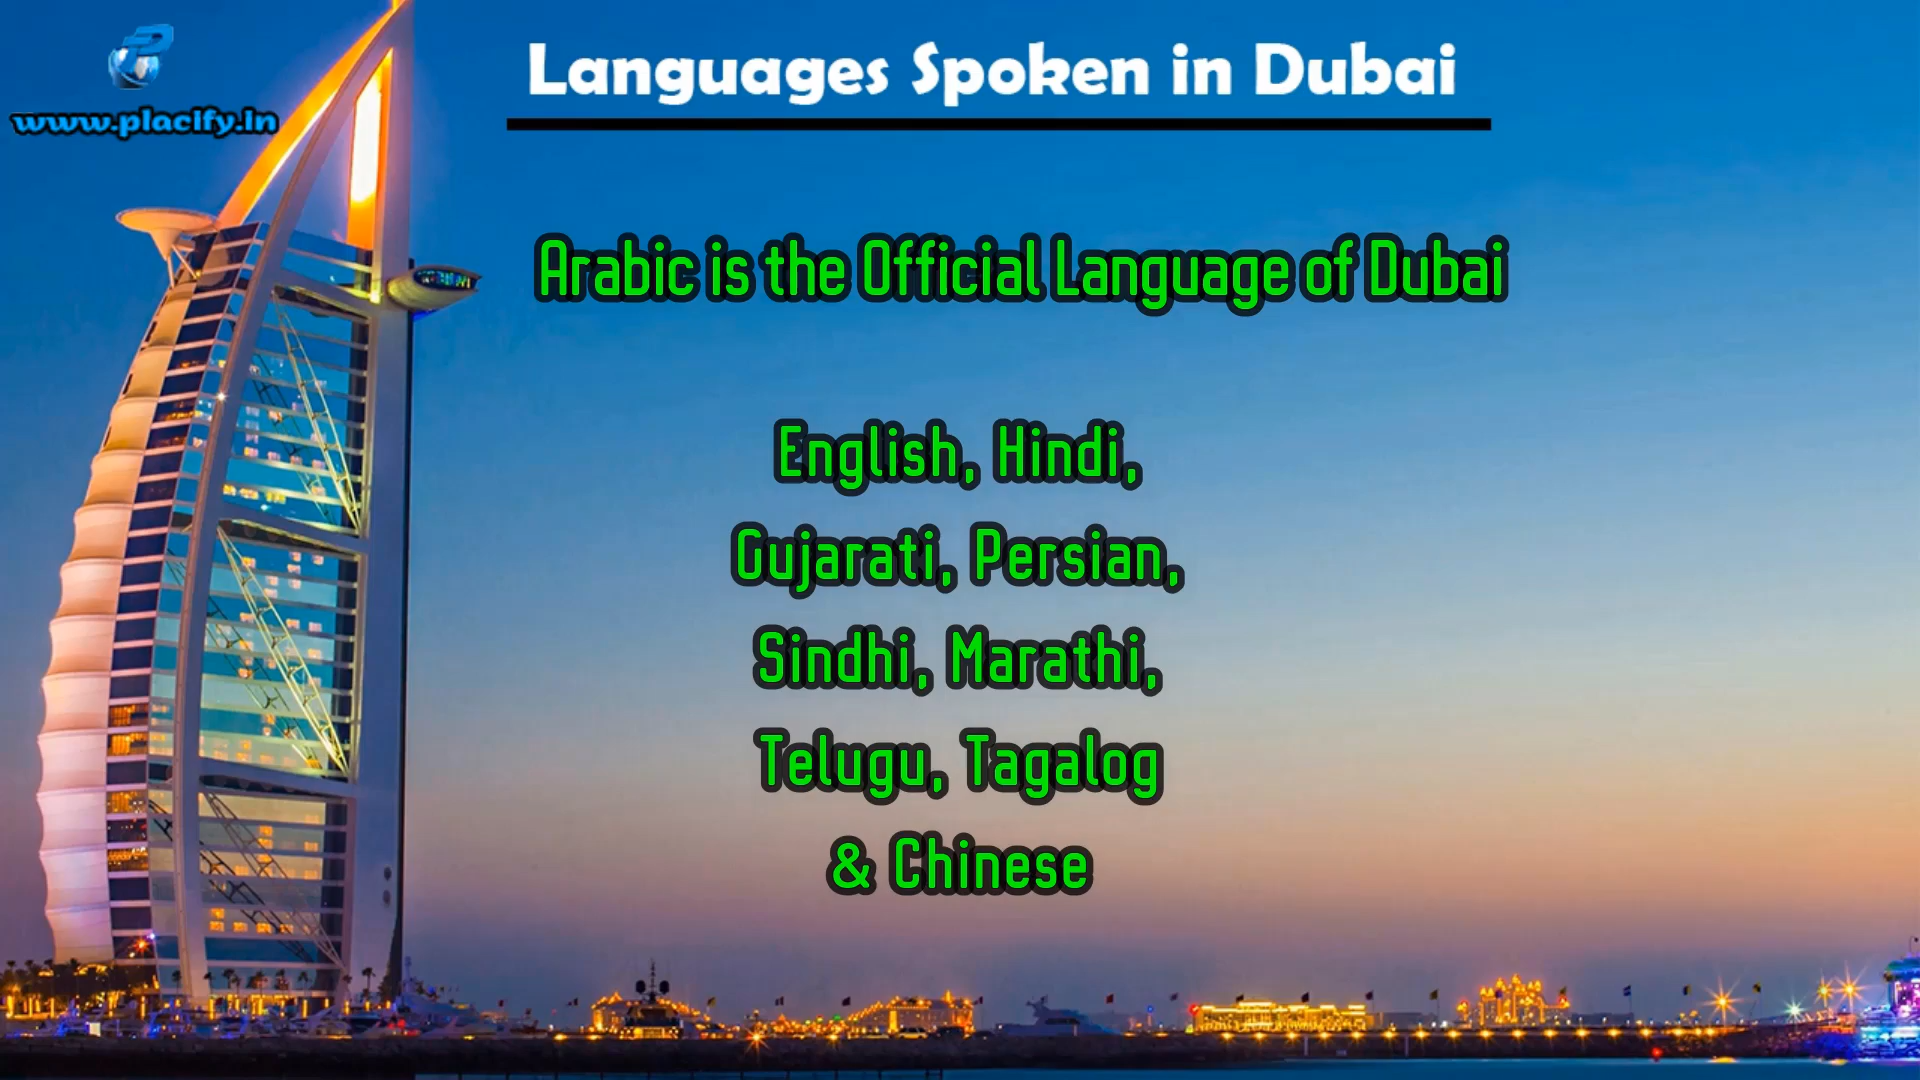 Languages Spoken in Dubai
www.placify.in
Arabic is the Official Language of Dubai
English, Hindi,
Gujarati, Persian,
Sindhi, Marathi,
Telugu, Tagalog
& Chinese